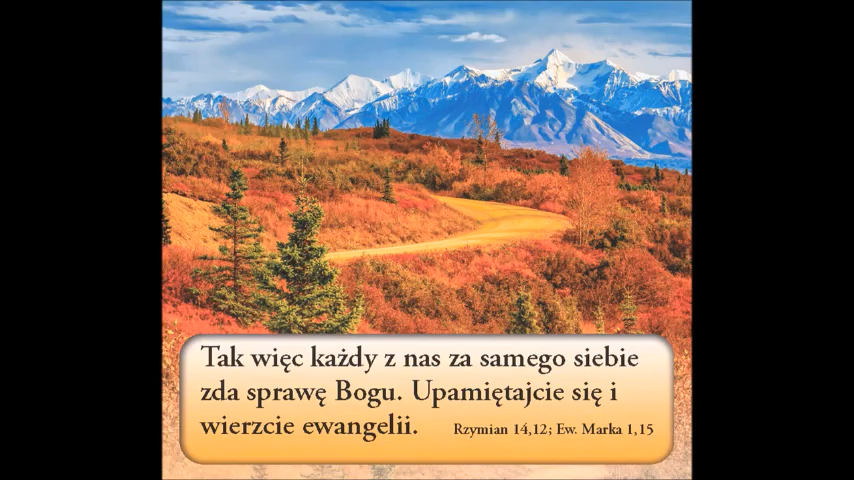 Tak więc każdy z nas za samego siebie
zda sprawę Bogu. Upamiętajcie się i
wierzcie ewangelii. Rzymian 14,12; Ew. Marka 1,15